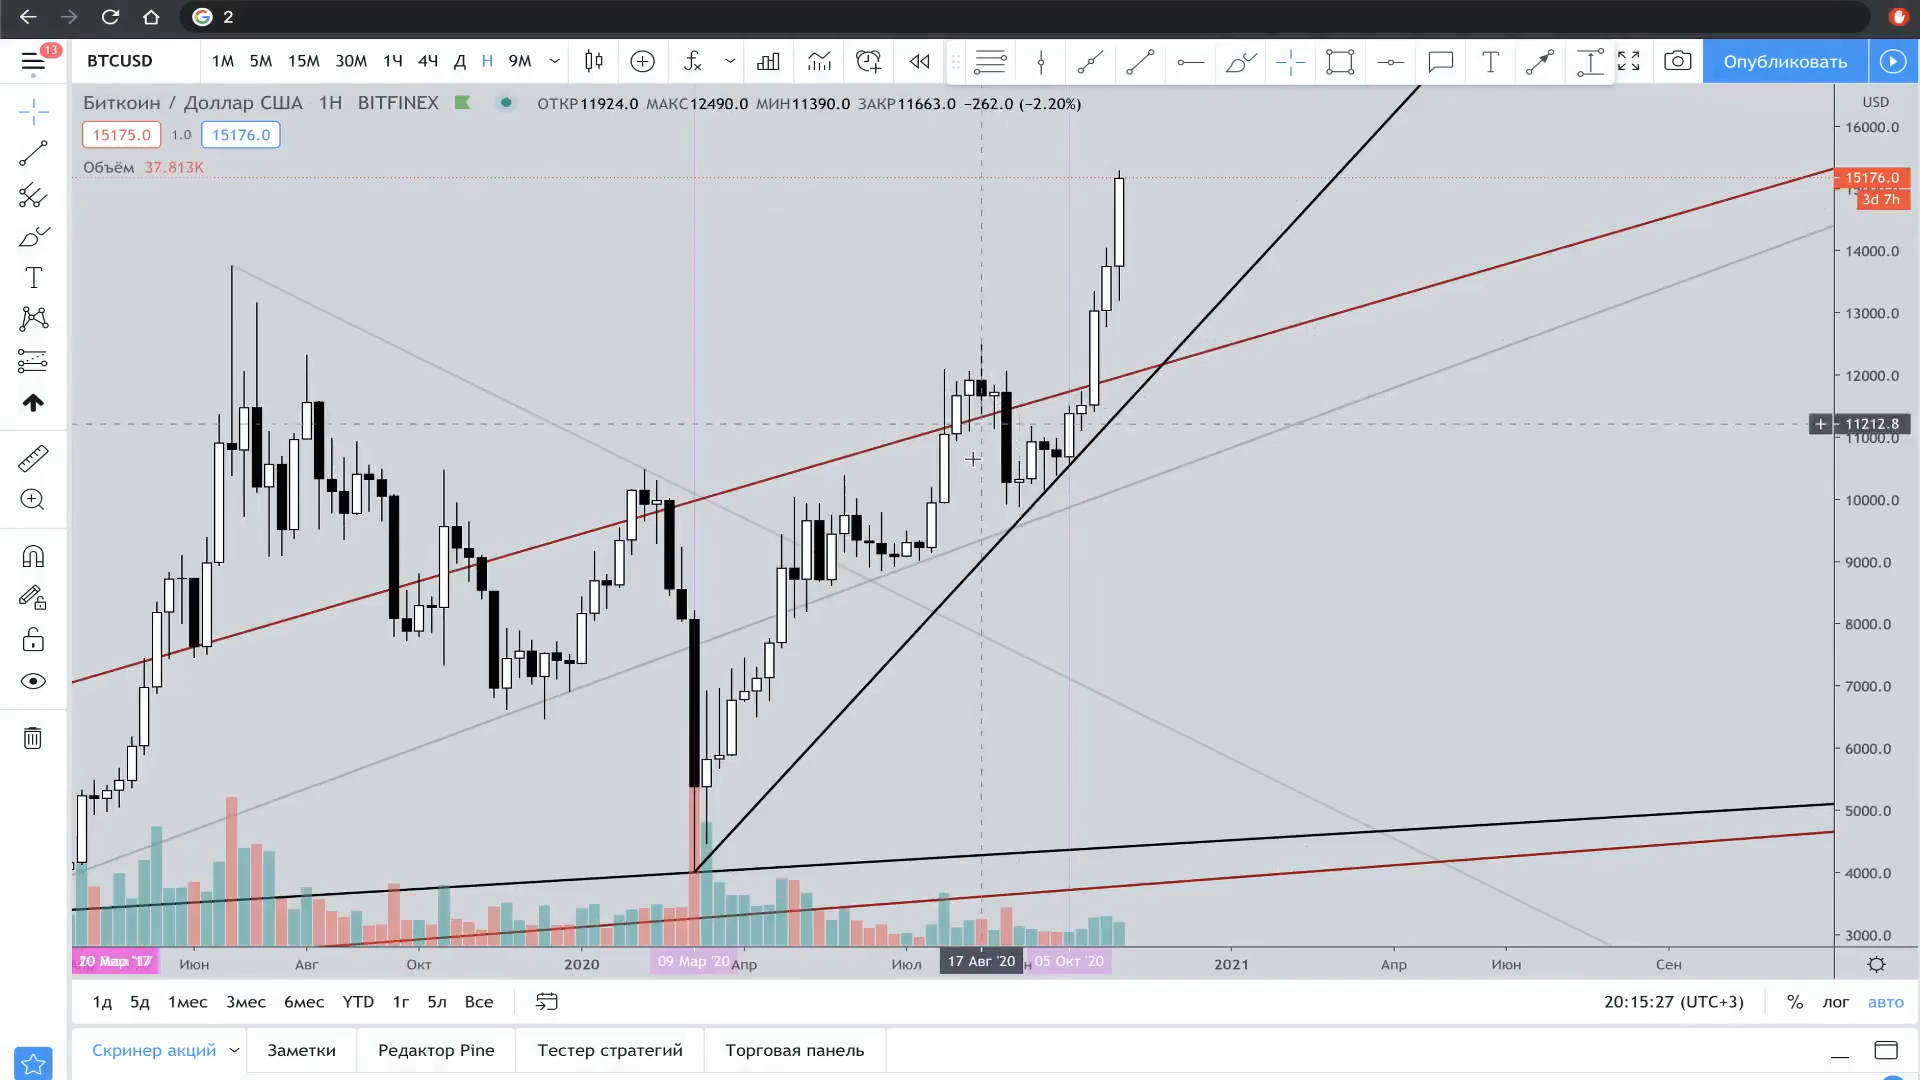 2
13
BTCUSD 1М 5М 15М 30М 1Ч 4Ч Д Н 9М Опубликовать
Биткоин / Доллар США 1Н BITFINEX ОТКР11924.0 МАКС12490.0 МИН11390.0 ЗАКР11663.0 −262.0 (−2.20%)
USD
15175.0 1.0 15176.0
Объём 37.813K
16000.0
15176.0
3d 7h
14000.0
13000.0
12000.0
11212.8
11000.0
10000.0
9000.0
8000.0
7000.0
6000.0
5000.0
4000.0
3000.0
20 Мар '17 Июн Авг Окт 2020 09 Мар '20 Апр Июл 17 Авг '20 05 Окт '20 2021 Апр Июн Сен
1д 5д 1мес 3мес 6мес YTD 1г 5л Все 20:15:27 (UTC+3) % лог авто
Скринер акций Заметки Редактор Pine Тестер стратегий Торговая панель